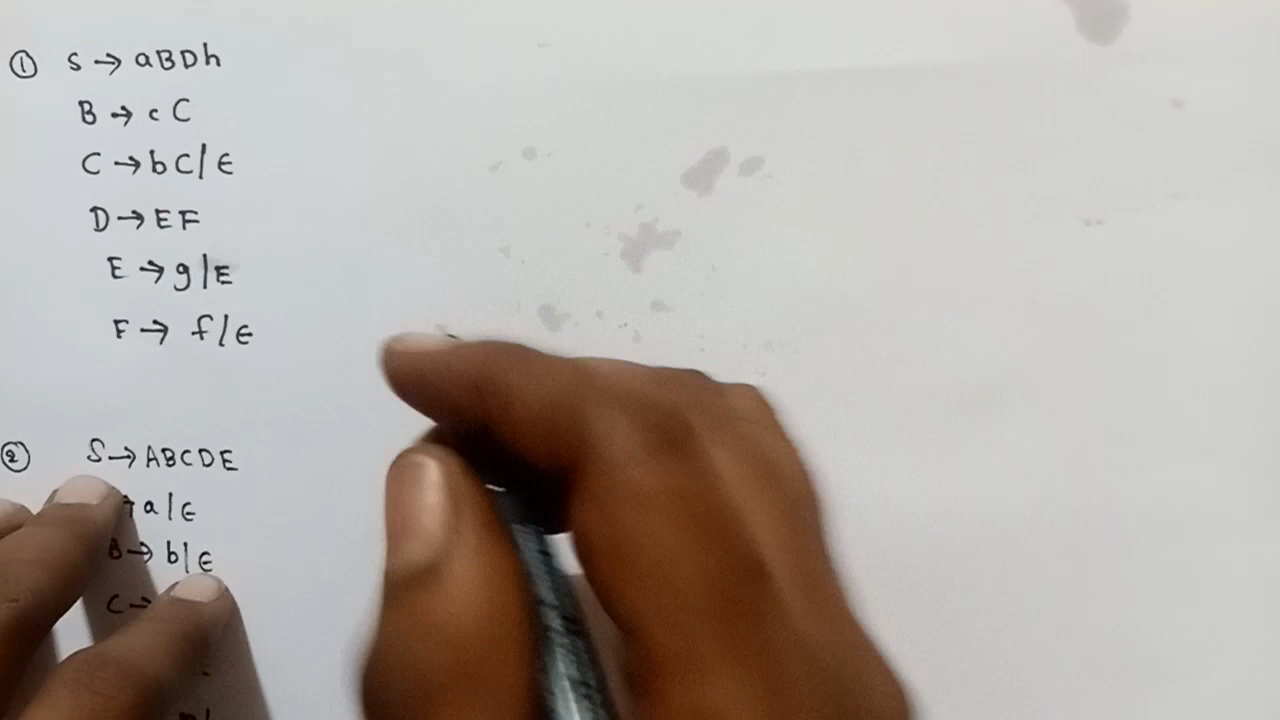 ① S → aBDh
B → cC
C → bC/ϵ
D → EF
E → g/E
F → f/ϵ
② S → ABCDE
a/ϵ
B → b/ϵ
C →